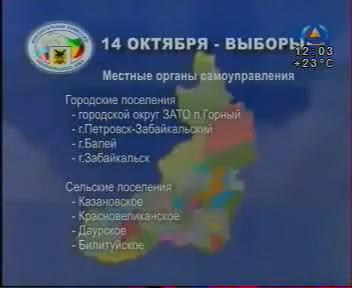 14 ОКТЯБРЯ - ВЫБОРЫ
12:03
+23°C
Местные органы самоуправления
Городские поселения
- городской округ ЗАТО п.Горный
- г.Петровск-Забайкальский
- г.Балей
- г.Забайкальск
Сельские поселения
- Казановское
- Красновеликанское
- Даурское
- Билитуйское